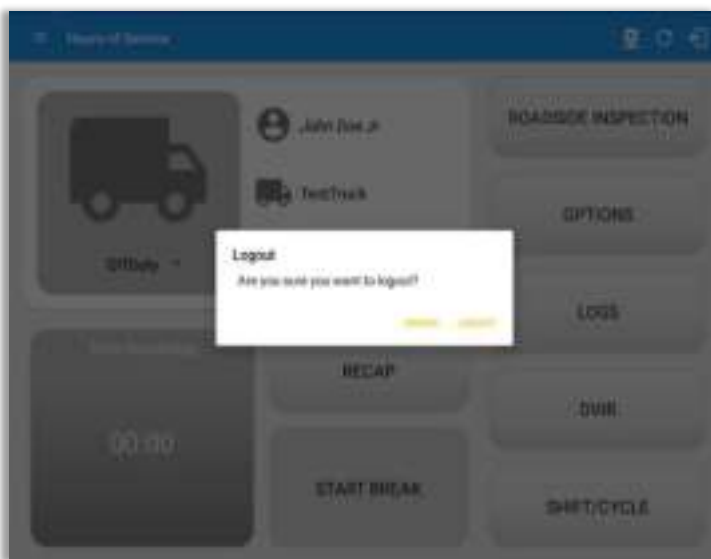 Hours of Service
John Doe Jr
ROADSIDE INSPECTION
TestTruck
OPTIONS
OffDuty
Logout
Are you sure you want to logout?
LOGS
RECAP
DVIR
00:00
START BREAK
SHIFT/CYCLE